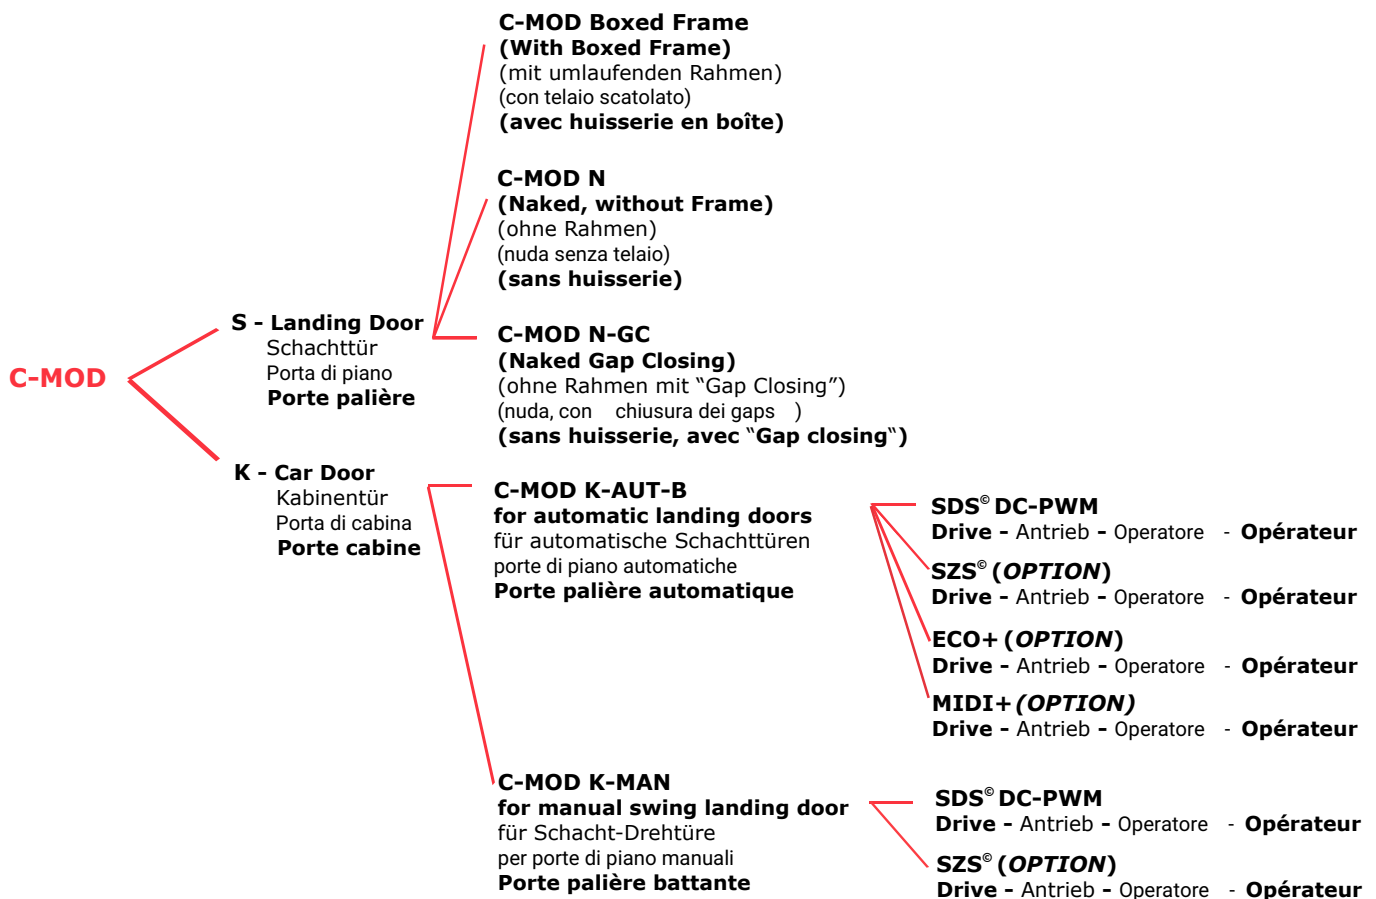 C-MOD
S - Landing Door
Schachttür
Porta di piano
Porte palière
C-MOD Boxed Frame
(With Boxed Frame)
(mit umlaufenden Rahmen)
(con telaio scatolato)
(avec huisserie en boîte)
C-MOD N
(Naked, without Frame)
(ohne Rahmen)
(nuda senza telaio)
(sans huisserie)
C-MOD N-GC
(Naked Gap Closing)
(ohne Rahmen mit “Gap Closing”)
(nuda, con chiusura dei gaps )
(sans huisserie, avec “Gap closing“)
K - Car Door
Kabinentür
Porta di cabina
Porte cabine
C-MOD K-AUT-B
for automatic landing doors
für automatische Schachttüren
porte di piano automatiche
Porte palière automatique
SDS© DC-PWM
Drive - Antrieb - Operatore - Opérateur
SZS© (OPTION)
Drive - Antrieb - Operatore - Opérateur
ECO+ (OPTION)
Drive - Antrieb - Operatore - Opérateur
MIDI+ (OPTION)
Drive - Antrieb - Operatore - Opérateur
C-MOD K-MAN
for manual swing landing door
für Schacht-Drehtüre
per porte di piano manuali
Porte palière battante
SDS© DC-PWM
Drive - Antrieb - Operatore - Opérateur
SZS© (OPTION)
Drive - Antrieb - Operatore - Opérateur